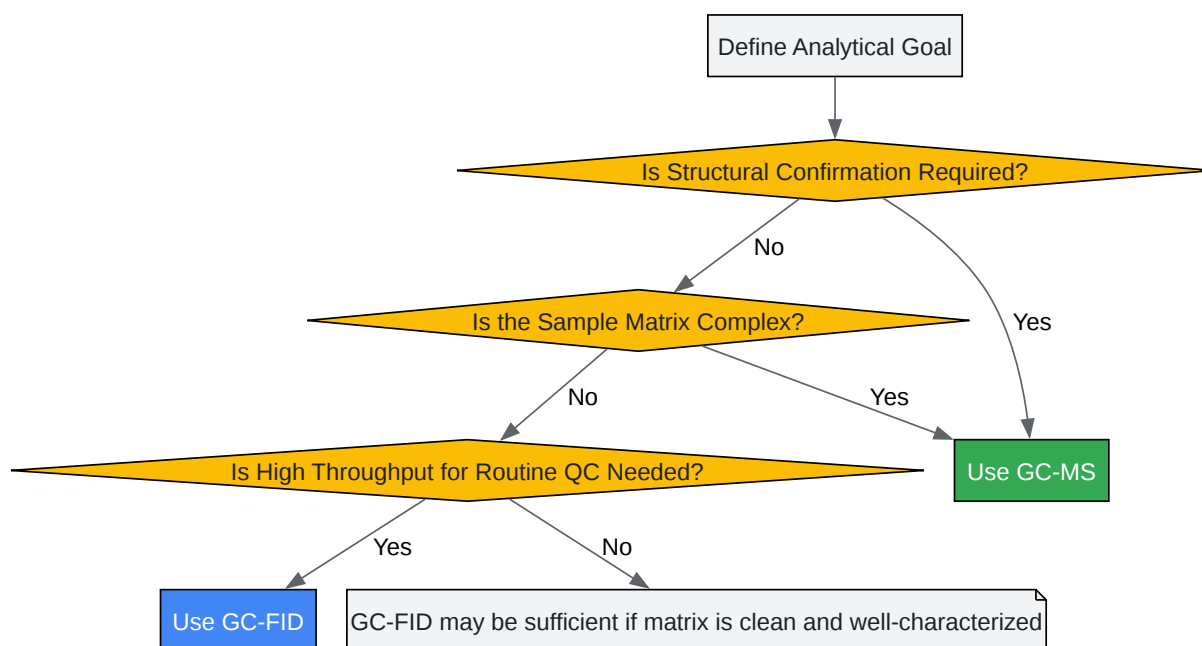 Define Analytical Goal
Is Structural Confirmation Required?
No
Yes
Is the Sample Matrix Complex?
No
Yes
Is High Throughput for Routine QC Needed?
Use GC-MS
Yes
No
Use GC-FID
GC-FID may be sufficient if matrix is clean and well-characterized